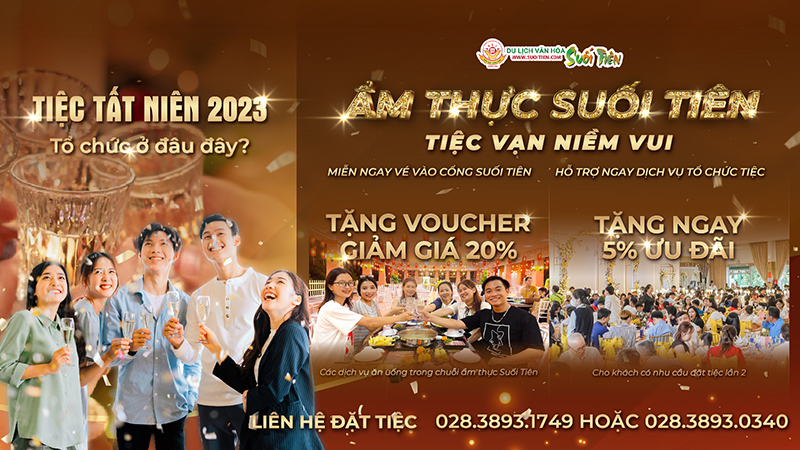 DU LỊCH VĂN HÓA
WWW.SUOITIEN.COM
SUỐI TIÊN
TIỆC TẤT NIÊN 2023
Tổ chức ở đâu đây?
ẨM THỰC SUỐI TIÊN
TIỆC VẠN NIỀM VUI
MIỄN NGAY VÉ VÀO CỔNG SUỐI TIÊN
HỖ TRỢ NGAY DỊCH VỤ TỔ CHỨC TIỆC
TẶNG VOUCHER
GIẢM GIÁ 20%
Các dịch vụ ăn uống trong chuỗi ẩm thực Suối Tiên
TẶNG NGAY
5% ƯU ĐÃI
Cho khách có nhu cầu đặt tiệc lần 2
LIÊN HỆ ĐẶT TIỆC 028.3893.1749 HOẶC 028.3893.0340